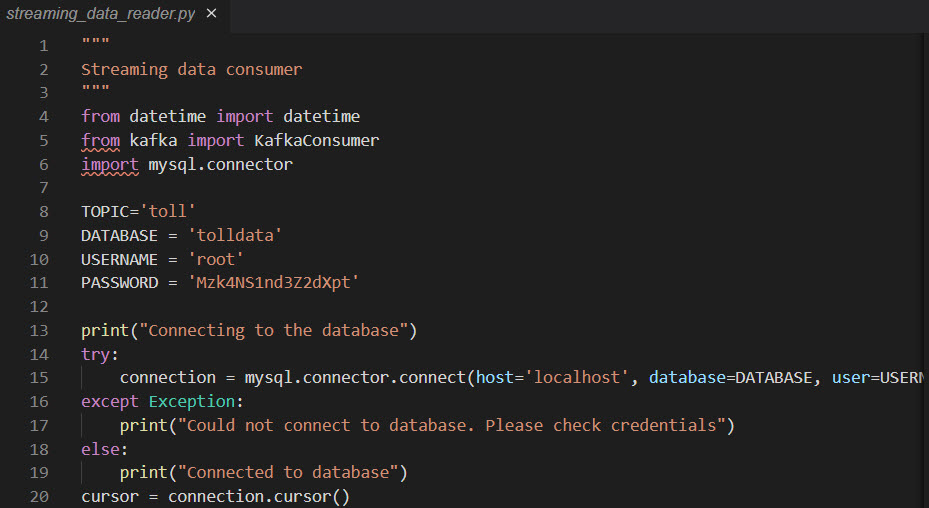 streaming_data_reader.py ×
1 """
2 Streaming data consumer
3 """
4 from datetime import datetime
5 from kafka import KafkaConsumer
6 import mysql.connector
7
8 TOPIC='toll'
9 DATABASE = 'tolldata'
10 USERNAME = 'root'
11 PASSWORD = 'Mzk4NS1nd3Z2dXpt'
12
13 print("Connecting to the database")
14 try:
15     connection = mysql.connector.connect(host='localhost', database=DATABASE, user=USERN
16 except Exception:
17     print("Could not connect to database. Please check credentials")
18 else:
19     print("Connected to database")
20 cursor = connection.cursor()